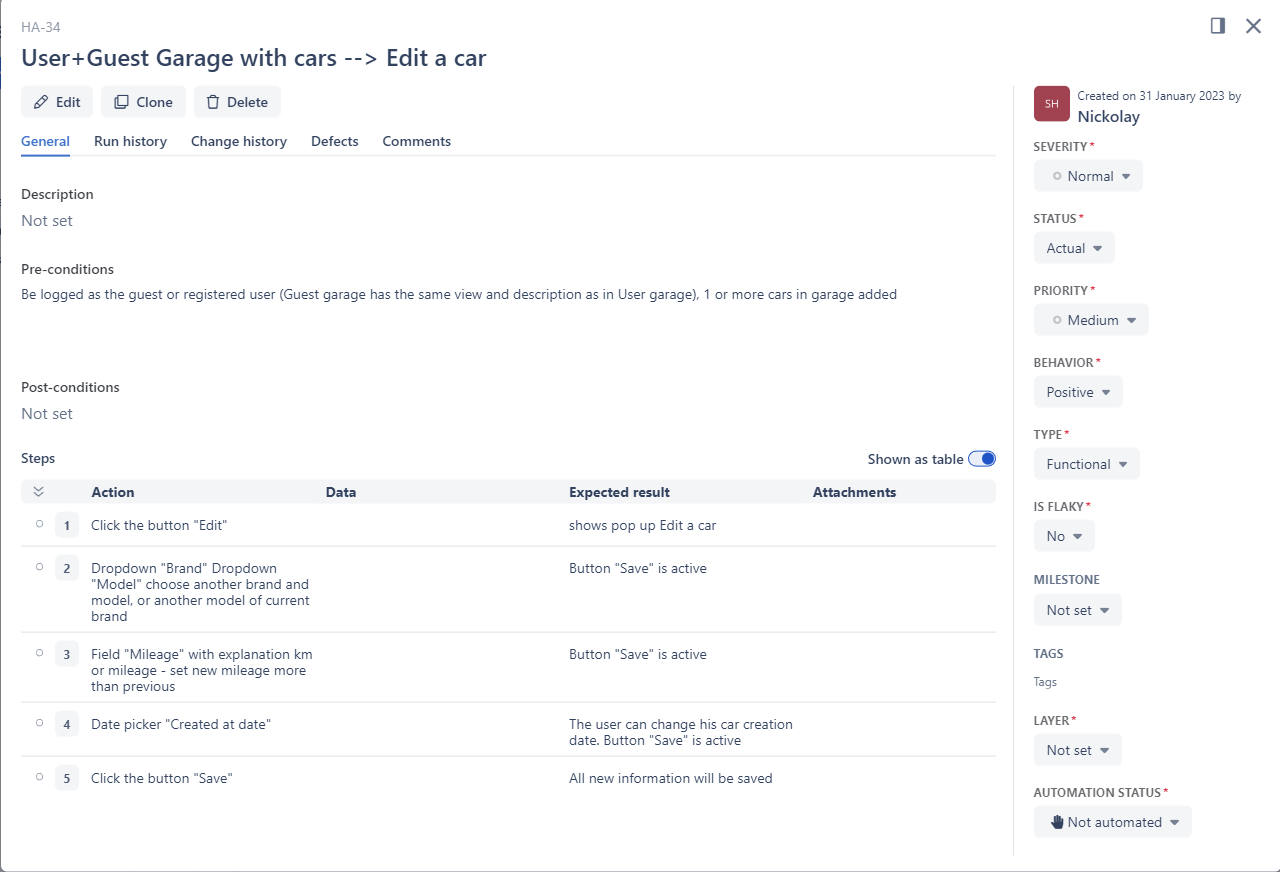 HA-34
User+Guest Garage with cars --> Edit a car
Edit
Clone
Delete
General
Run history
Change history
Defects
Comments
Description
Not set
Pre-conditions
Be logged as the guest or registered user (Guest garage has the same view and description as in User garage), 1 or more cars in garage added
Post-conditions
Not set
Steps
Shown as table
Action
Data
Expected result
Attachments
1
Click the button "Edit"
shows pop up Edit a car
2
Dropdown "Brand" Dropdown
"Model" choose another brand and
model, or another model of current
brand
Button "Save" is active
3
Field "Mileage" with explanation km
or mileage - set new mileage more
than previous
Button "Save" is active
4
Date picker "Created at date"
The user can change his car creation
date. Button "Save" is active
5
Click the button "Save"
All new information will be saved
SH
Created on 31 January 2023 by
Nickolay
SEVERITY*
Normal
STATUS*
Actual
PRIORITY*
Medium
BEHAVIOR*
Positive
TYPE*
Functional
IS FLAKY*
No
MILESTONE
Not set
TAGS
Tags
LAYER*
Not set
AUTOMATION STATUS*
Not automated